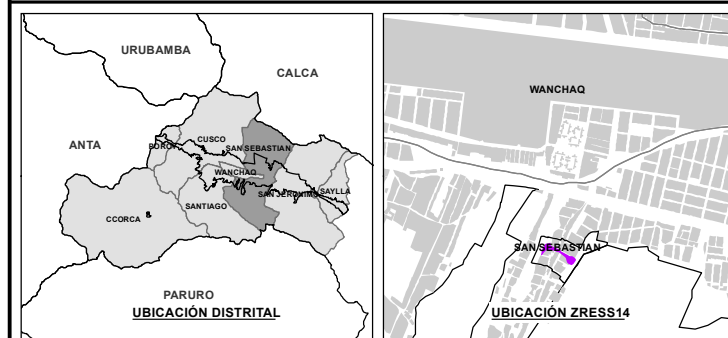 URUBAMBA
CALCA
ANTA
POROY
CUSCO
SAN SEBASTIAN
WANCHAQ
SAN JERONIMO
SAYLLA
CCORCA
SANTIAGO
PARURO
UBICACIÓN DISTRITAL
WANCHAQ
SAN SEBASTIAN
UBICACIÓN ZRESS14